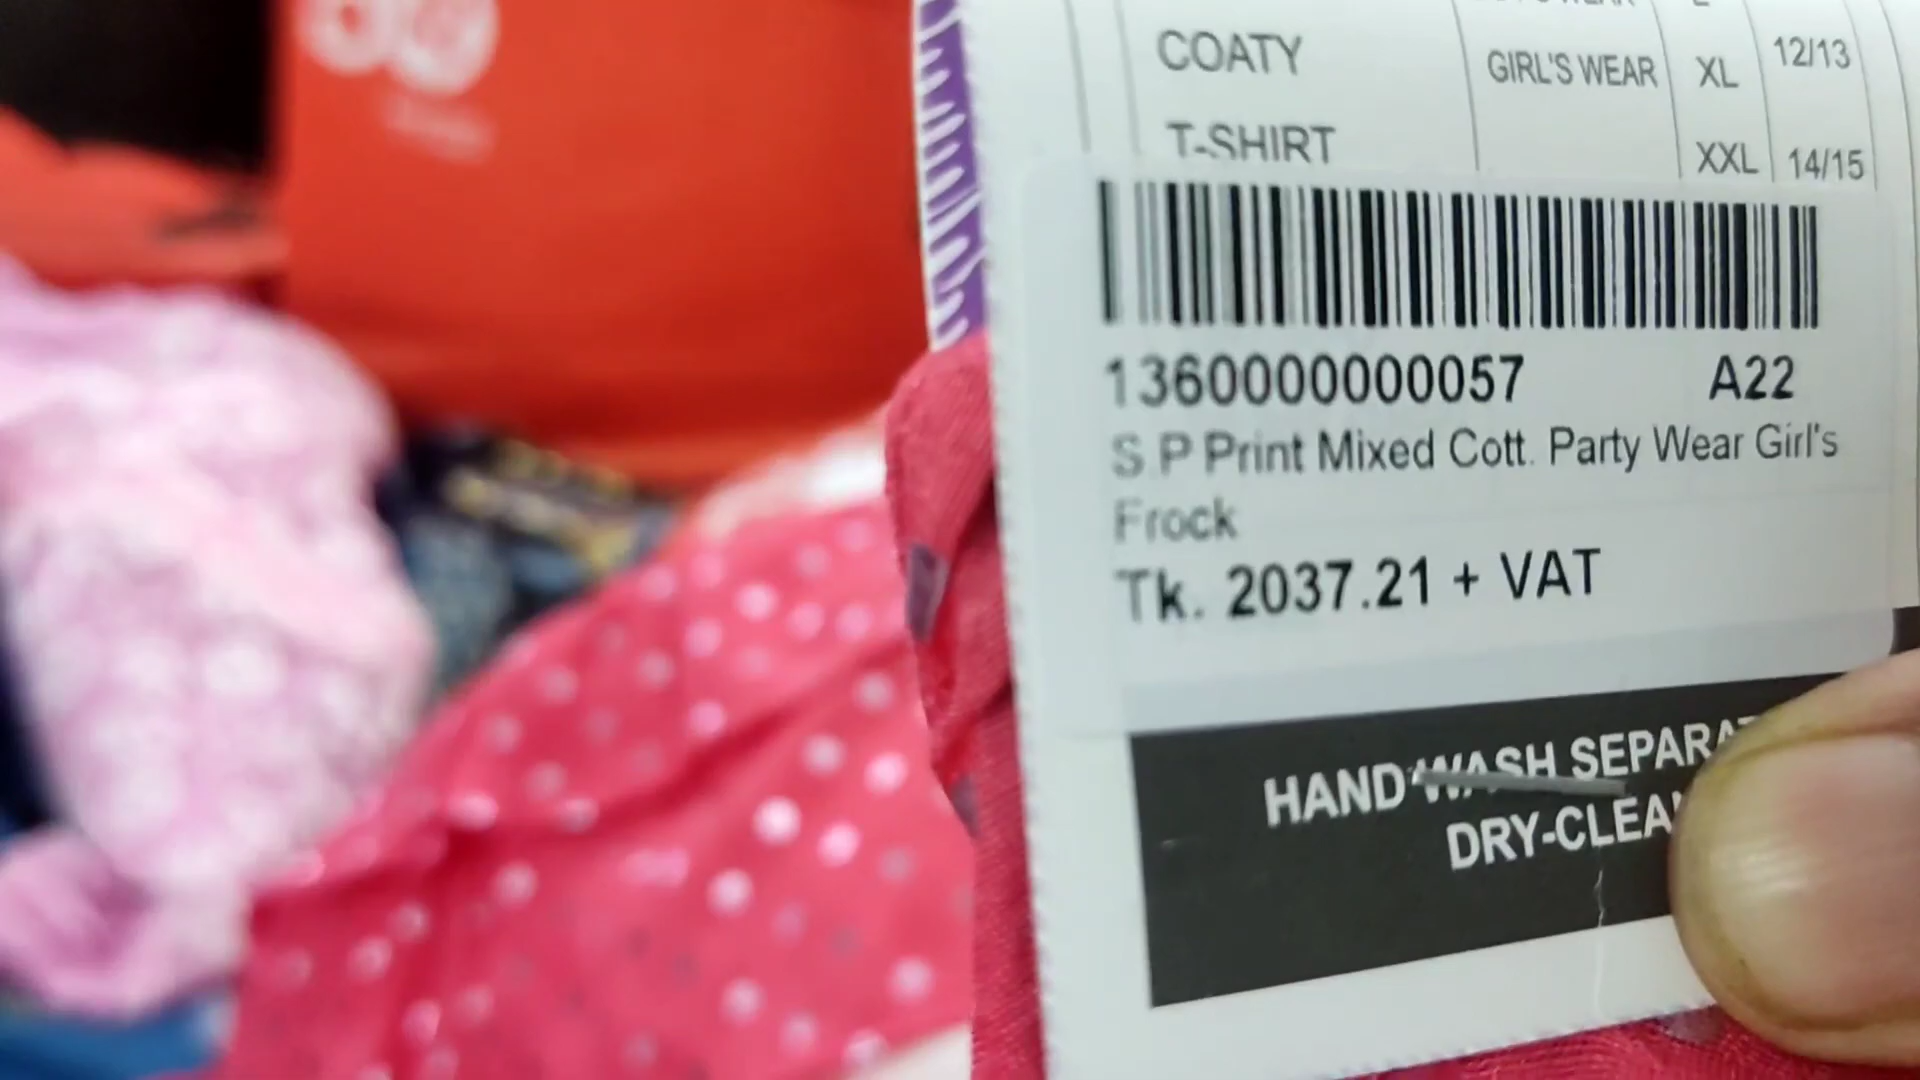 COATY
GIRL'S WEAR
XL
12/13
T-SHIRT
XXL
14/15
1360000000057 A22
S.P Print Mixed Cott. Party Wear Girl's
Frock
Tk. 2037.21 + VAT
HAND WASH
DRY-CLEA